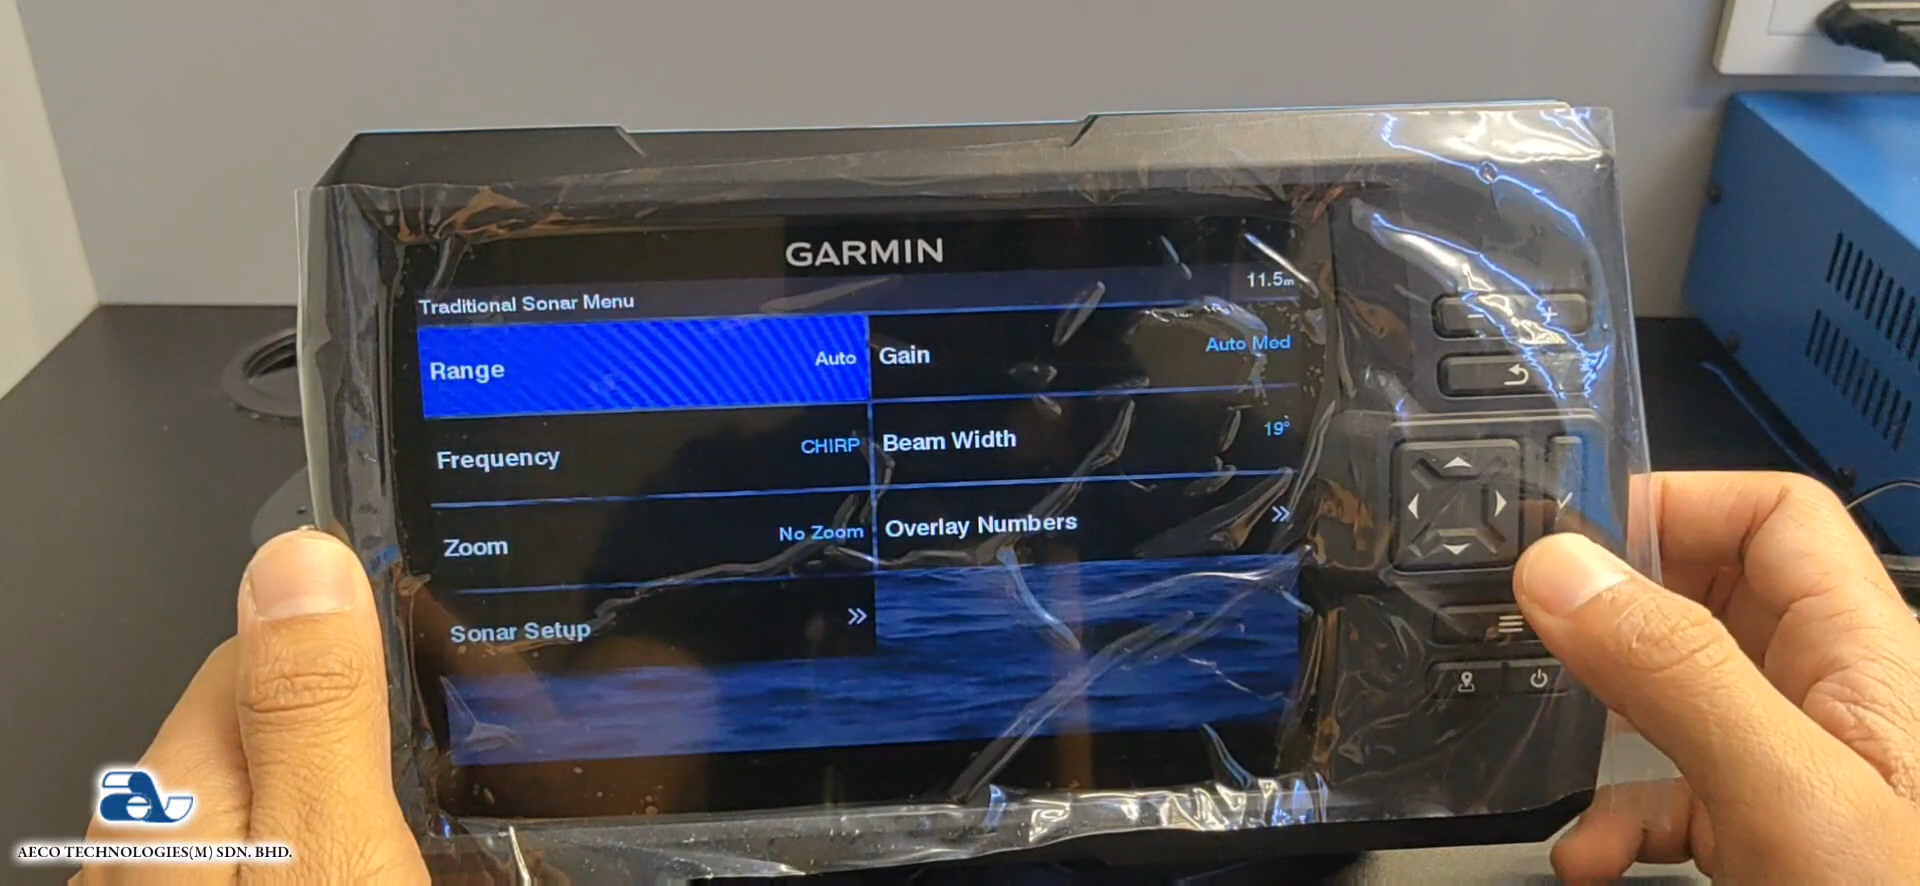 GARMIN
11.5m
Traditional Sonar Menu
Range Auto
Gain Auto Med
Frequency CHIRP
Beam Width 19°
Zoom No Zoom
Overlay Numbers »
Sonar Setup »
AECO TECHNOLOGIES(M) SDN. BHD.